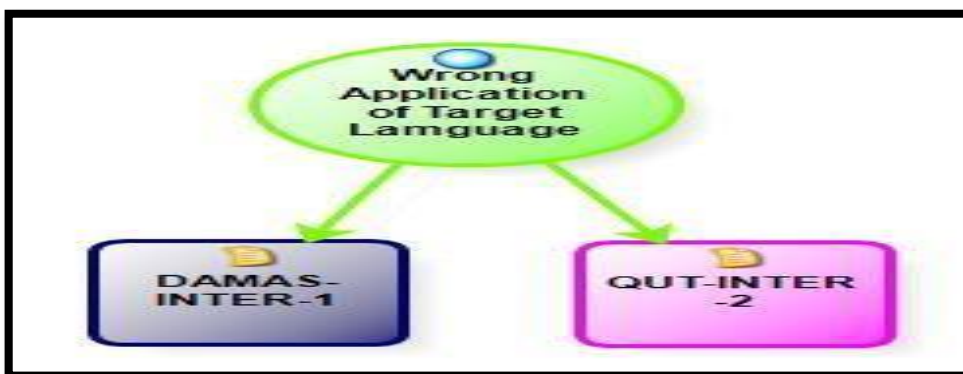 Wrong
Application
of Target
Lamguage
DAMAS-
INTER-1
QUT-INTER
-2